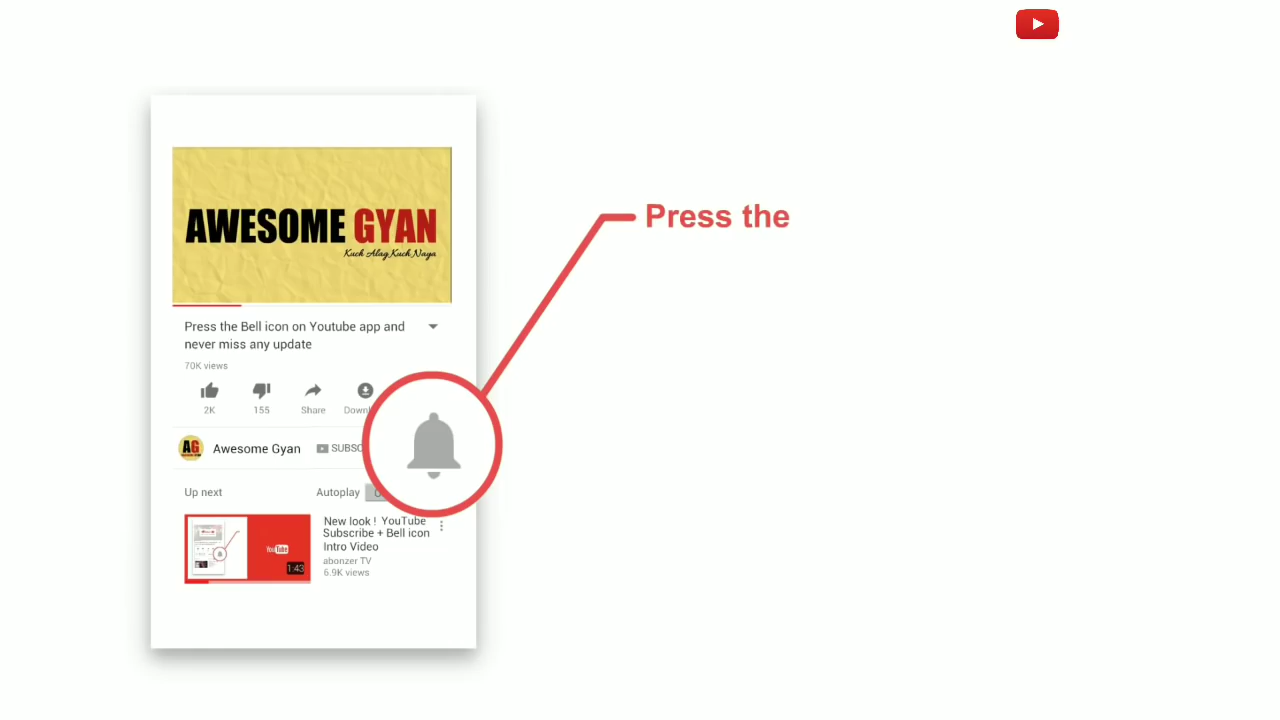 Press the
AWESOME GYAN
Kuch Alag Kuch Naya
Press the Bell icon on Youtube app and
never miss any update
70K views
2K 155 Share
Awesome Gyan
Up next Autoplay
New look ! YouTube
Subscribe + Bell icon
Intro Video
abonzer TV
6.9K views
YouTube
1:43
AG